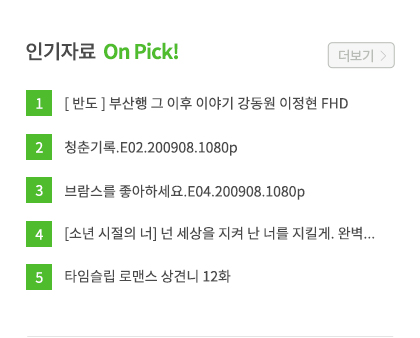 인기자료 On Pick!
더보기 >
1 [ 반도 ] 부산행 그 이후 이야기 강동원 이정현 FHD
2 청춘기록.E02.200908.1080p
3 브람스를 좋아하세요.E04.200908.1080p
4 [소년 시절의 너] 넌 세상을 지켜 난 너를 지킬게. 완벽...
5 타임슬립 로맨스 상견니 12화